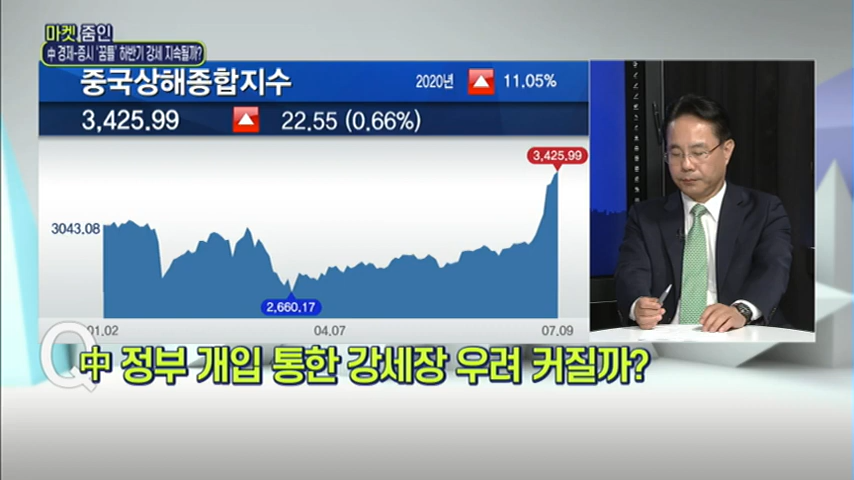 마켓 줌인
中 경제·증시 '꿈틀' 하반기 강세 지속될까?
중국상해종합지수
2020년 ▲ 11.05%
3,425.99 ▲ 22.55 (0.66%)
3,425.99
3043.08
2,660.17
01.02 04.07 07.09
Q 中 정부 개입 통한 강세장 우려 커질까?